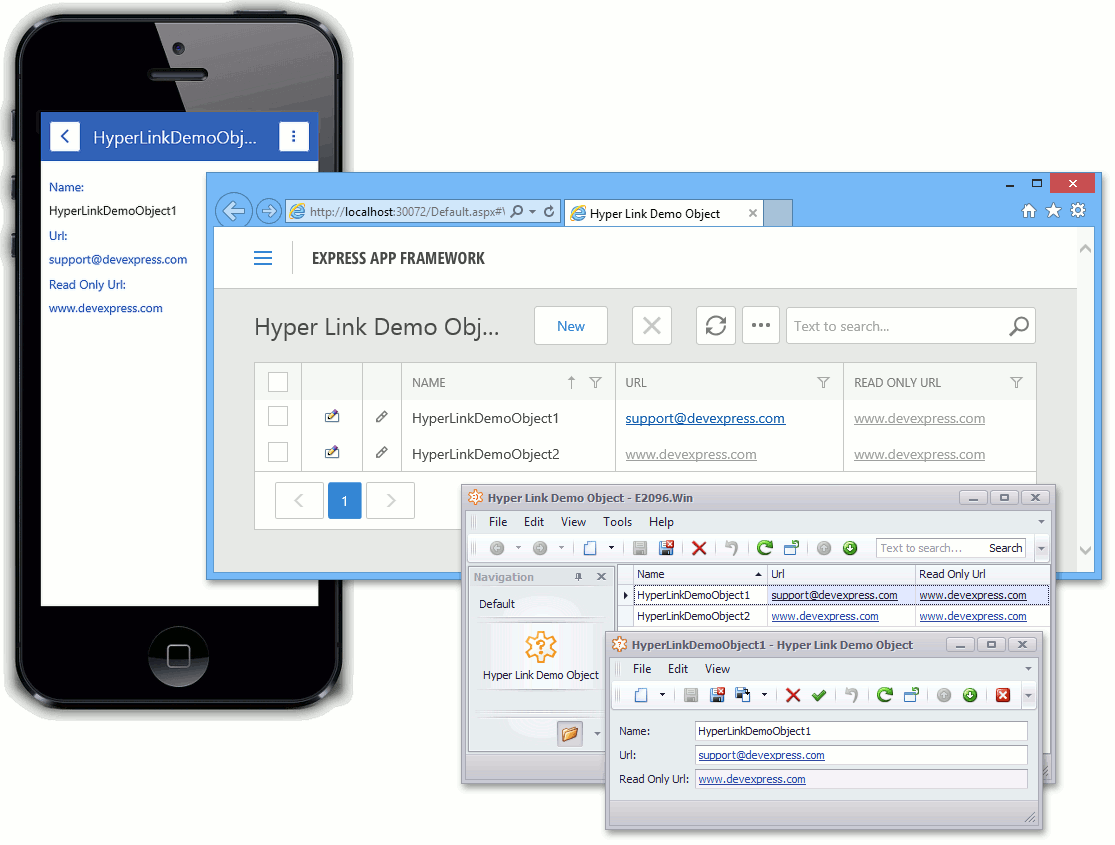 HyperLinkDemoObj...
Name:
HyperLinkDemoObject1
Url:
support@devexpress.com
Read Only Url:
www.devexpress.com
http://localhost:30072/Default.aspx#\
Hyper Link Demo Object
EXPRESS APP FRAMEWORK
Hyper Link Demo Obj...
New
Text to search...
NAME URL READ ONLY URL
HyperLinkDemoObject1 support@devexpress.com www.devexpress.com
HyperLinkDemoObject2 www.devexpress.com www.devexpress.com
1
Hyper Link Demo Object - E2096.Win
File Edit View Tools Help
Text to search... Search
Navigation
Default
Hyper Link Demo Object
Name Url Read Only Url
HyperLinkDemoObject1 support@devexpress.com www.devexpress.com
HyperLinkDemoObject2 www.devexpress.com www.devexpress.com
HyperLinkDemoObject1 - Hyper Link Demo Object
File Edit View
Name: HyperLinkDemoObject1
Url: support@devexpress.com
Read Only Url: www.devexpress.com